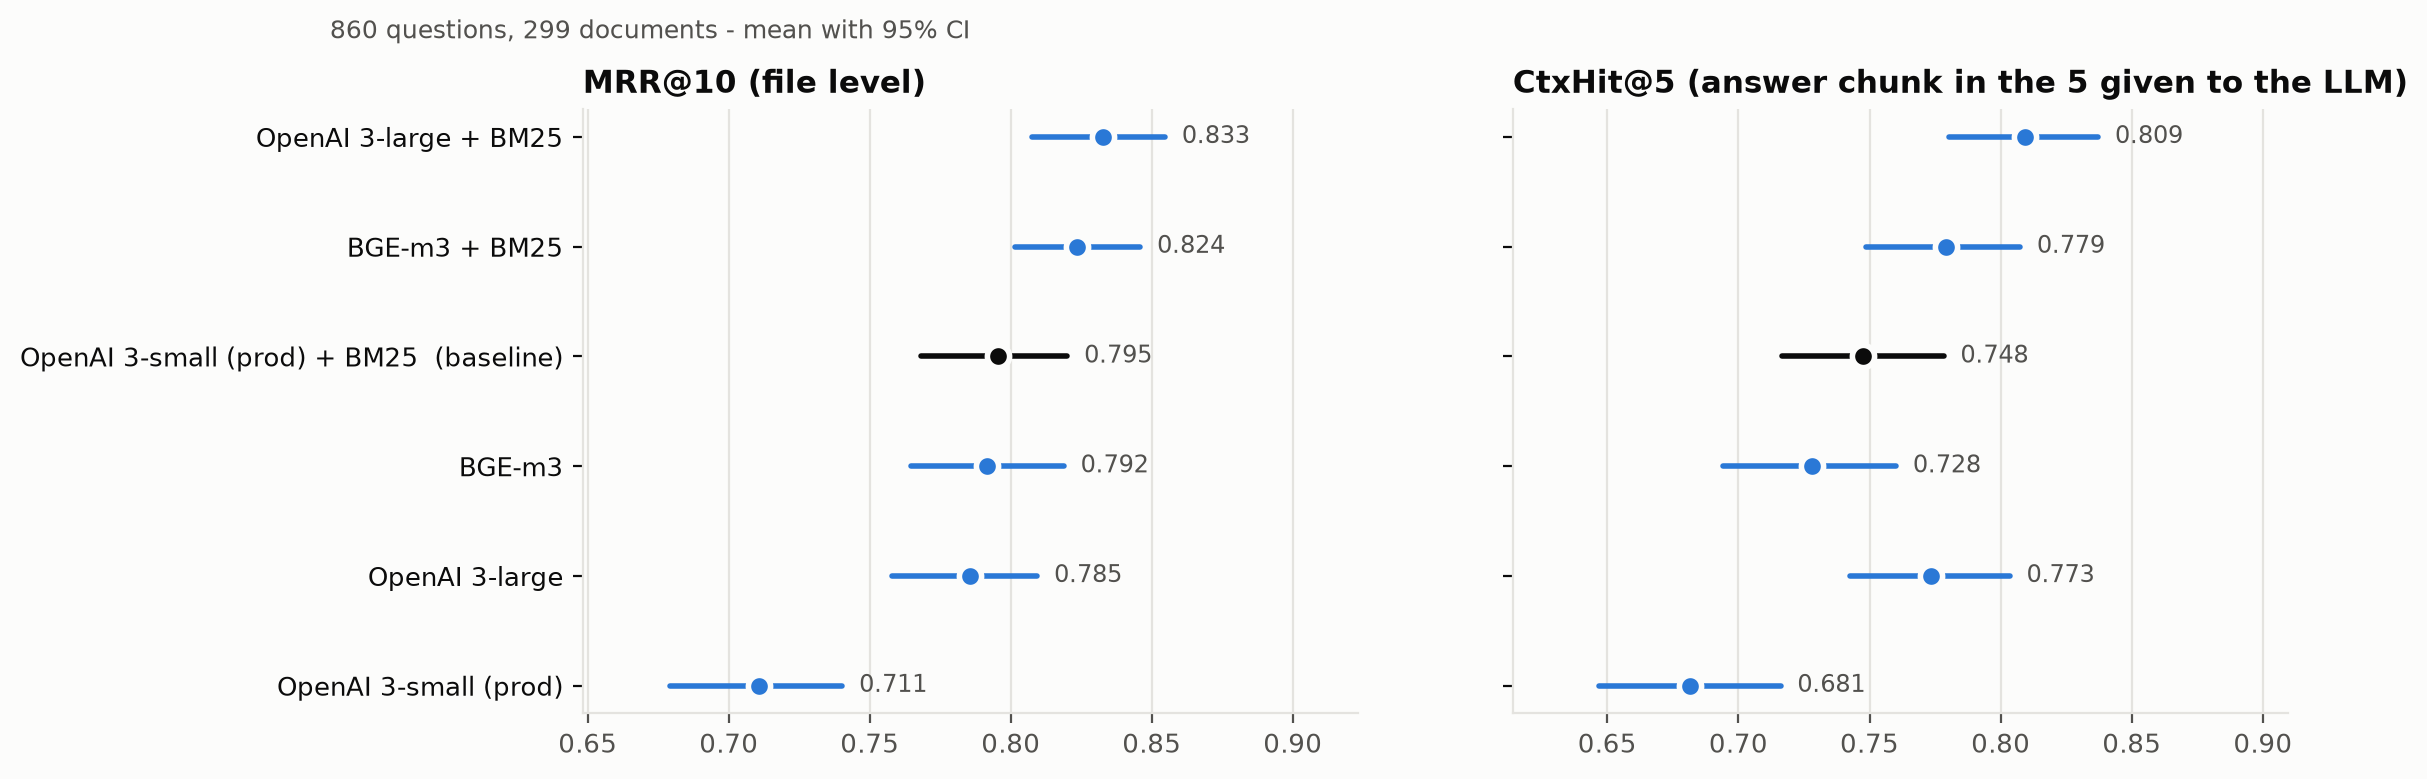 860 questions, 299 documents - mean with 95% CI
MRR@10 (file level)
CtxHit@5 (answer chunk in the 5 given to the LLM)
OpenAI 3-large + BM25 0.833 0.809
BGE-m3 + BM25 0.824 0.779
OpenAI 3-small (prod) + BM25 (baseline) 0.795 0.748
BGE-m3 0.792 0.728
OpenAI 3-large 0.785 0.773
OpenAI 3-small (prod) 0.711 0.681
0.65 0.70 0.75 0.80 0.85 0.90
0.65 0.70 0.75 0.80 0.85 0.90